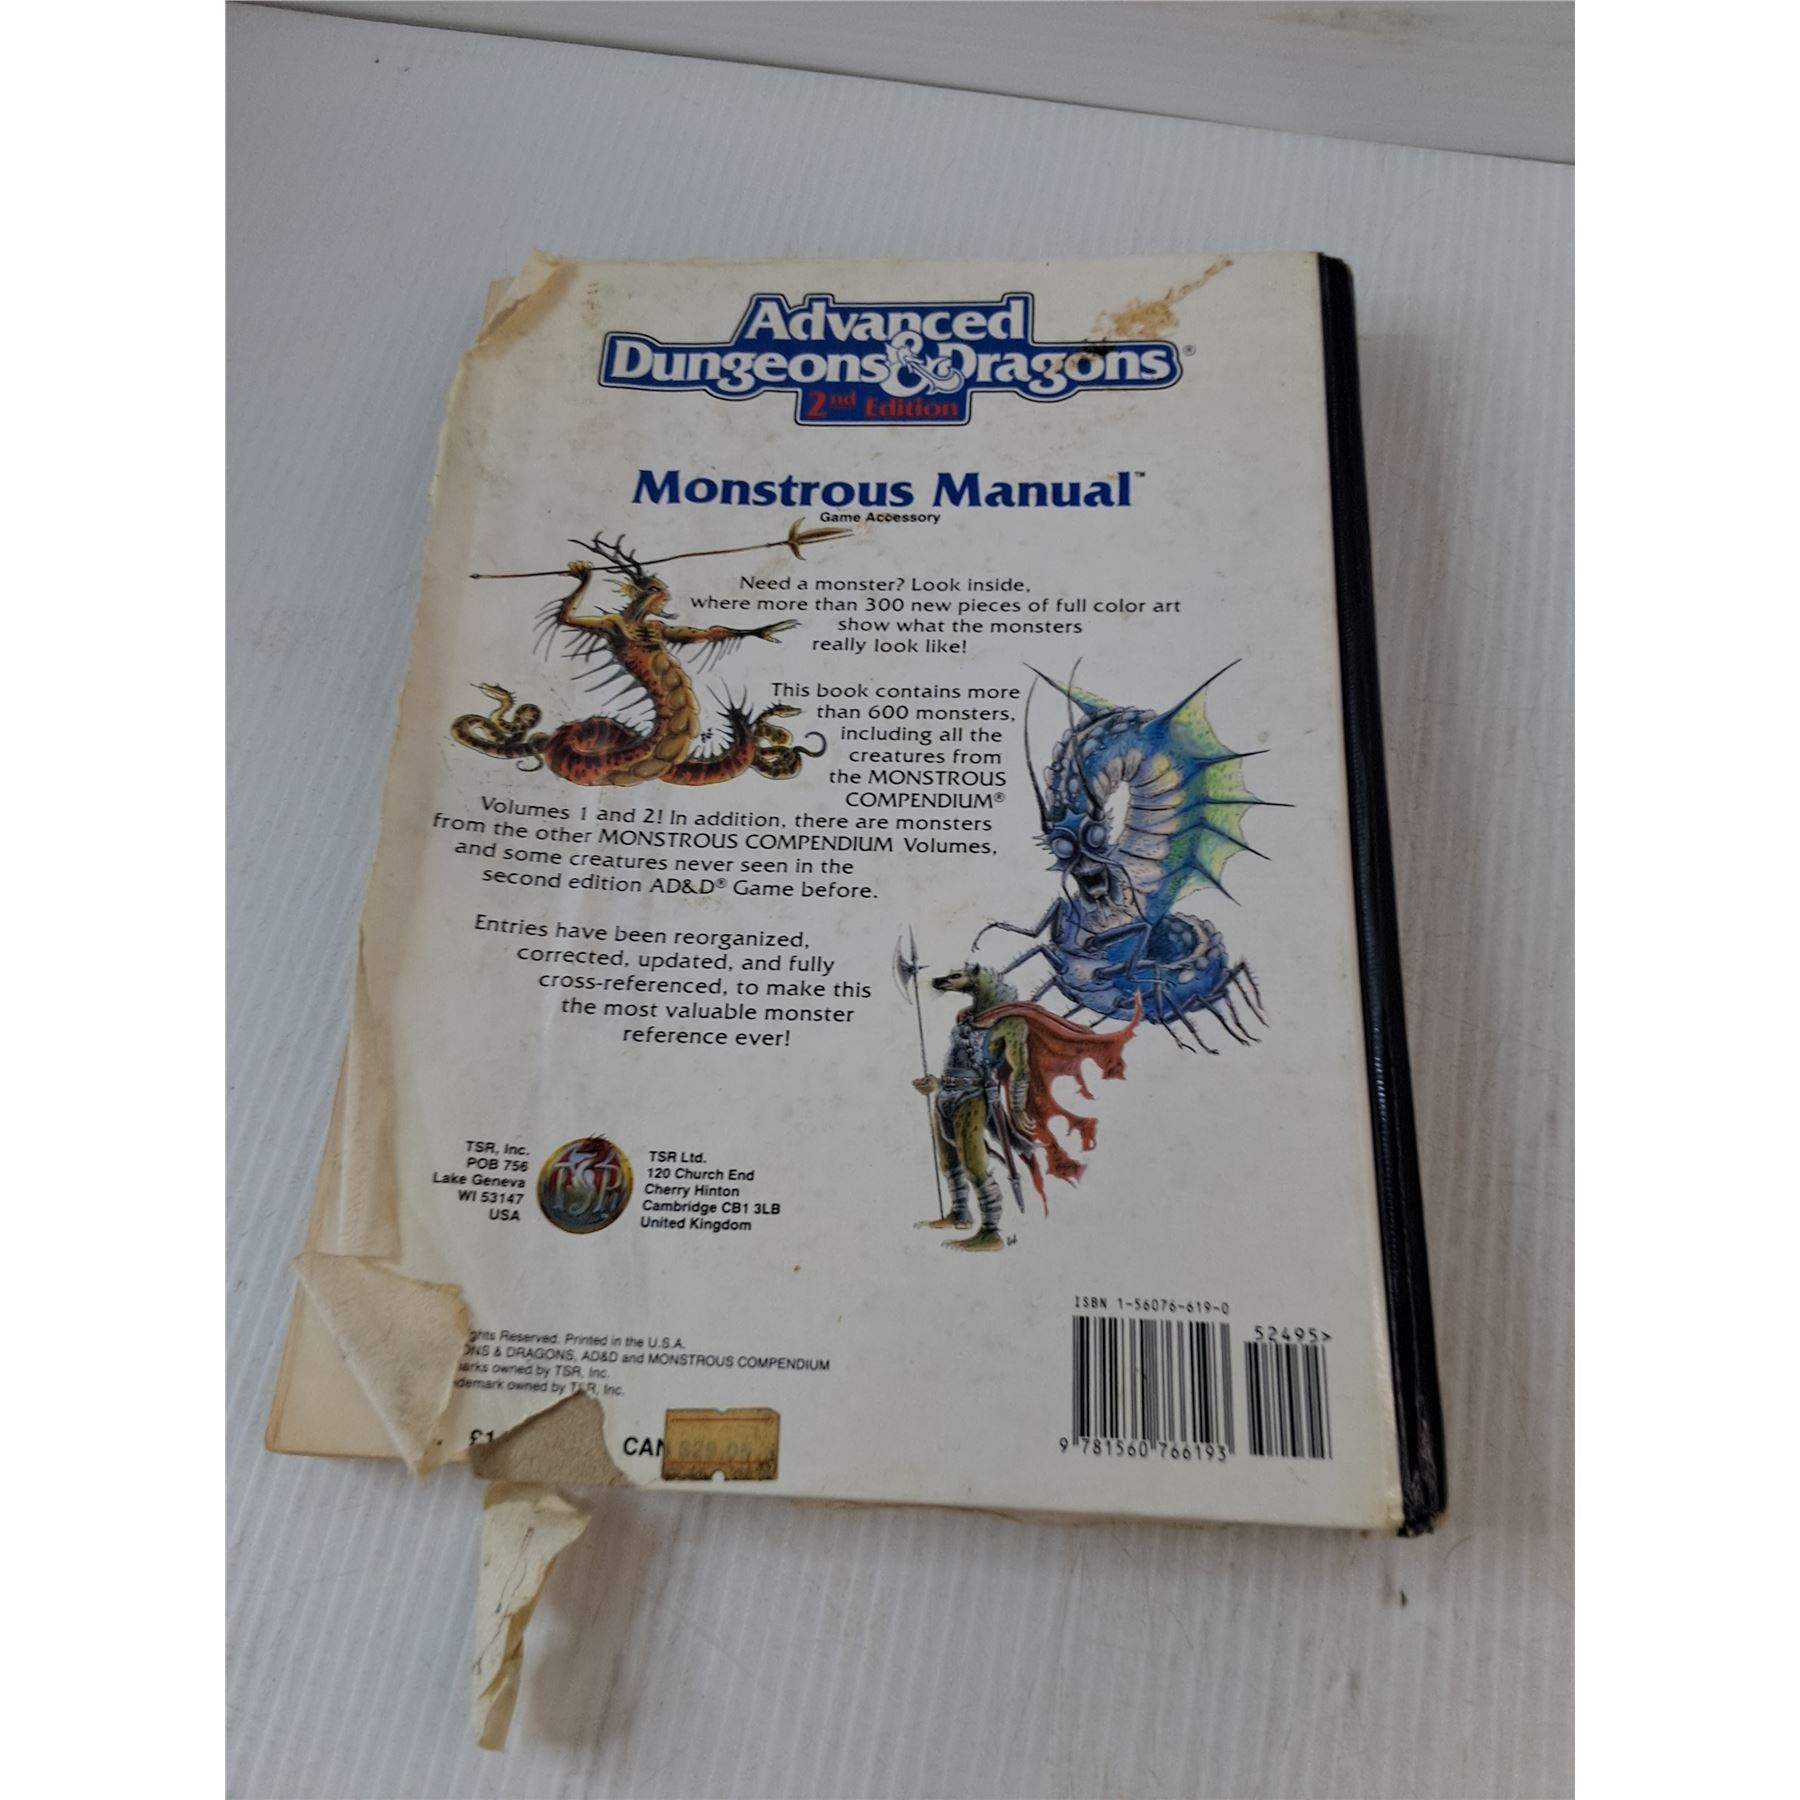 Advanced
Dungeons & Dragons®
2nd Edition
Monstrous Manual™
Game Accessory
Need a monster? Look inside,
where more than 300 new pieces of full color art
show what the monsters
really look like!
This book contains more
than 600 monsters,
including all the
creatures from
the MONSTROUS
COMPENDIUM®
Volumes 1 and 2! In addition, there are monsters
from the other MONSTROUS COMPENDIUM Volumes,
and some creatures never seen in the
second edition AD&D® Game before.
Entries have been reorganized,
corrected, updated, and fully
cross-referenced, to make this
the most valuable monster
reference ever!
TSR, Inc.
POB 756
Lake Geneva
WI 53147
USA
TSR
TSR Ltd.
120 Church End
Cherry Hinton
Cambridge CB1 3LB
United Kingdom
ghts Reserved. Printed in the U.S.A.
ONS & DRAGONS, AD&D and MONSTROUS COMPENDIUM
arks owned by TSR, Inc.
demark owned by TSR, Inc.
£1
CAN
ISBN 1-56076-619-0
52495>
9 781560 766193